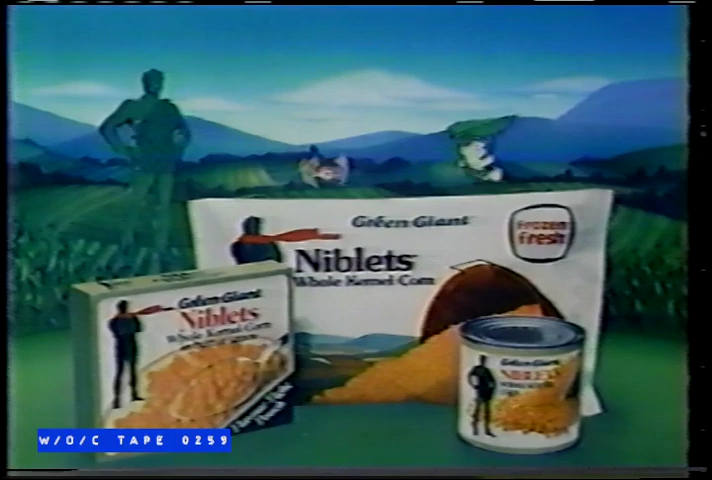 Green Giant
Niblets
Whole Kernel Corn
Frozen
Fresh
Green Giant
Niblets
Whole Kernel Corn
Green Giant
NIBLETS
W/O/C TAPE 0259